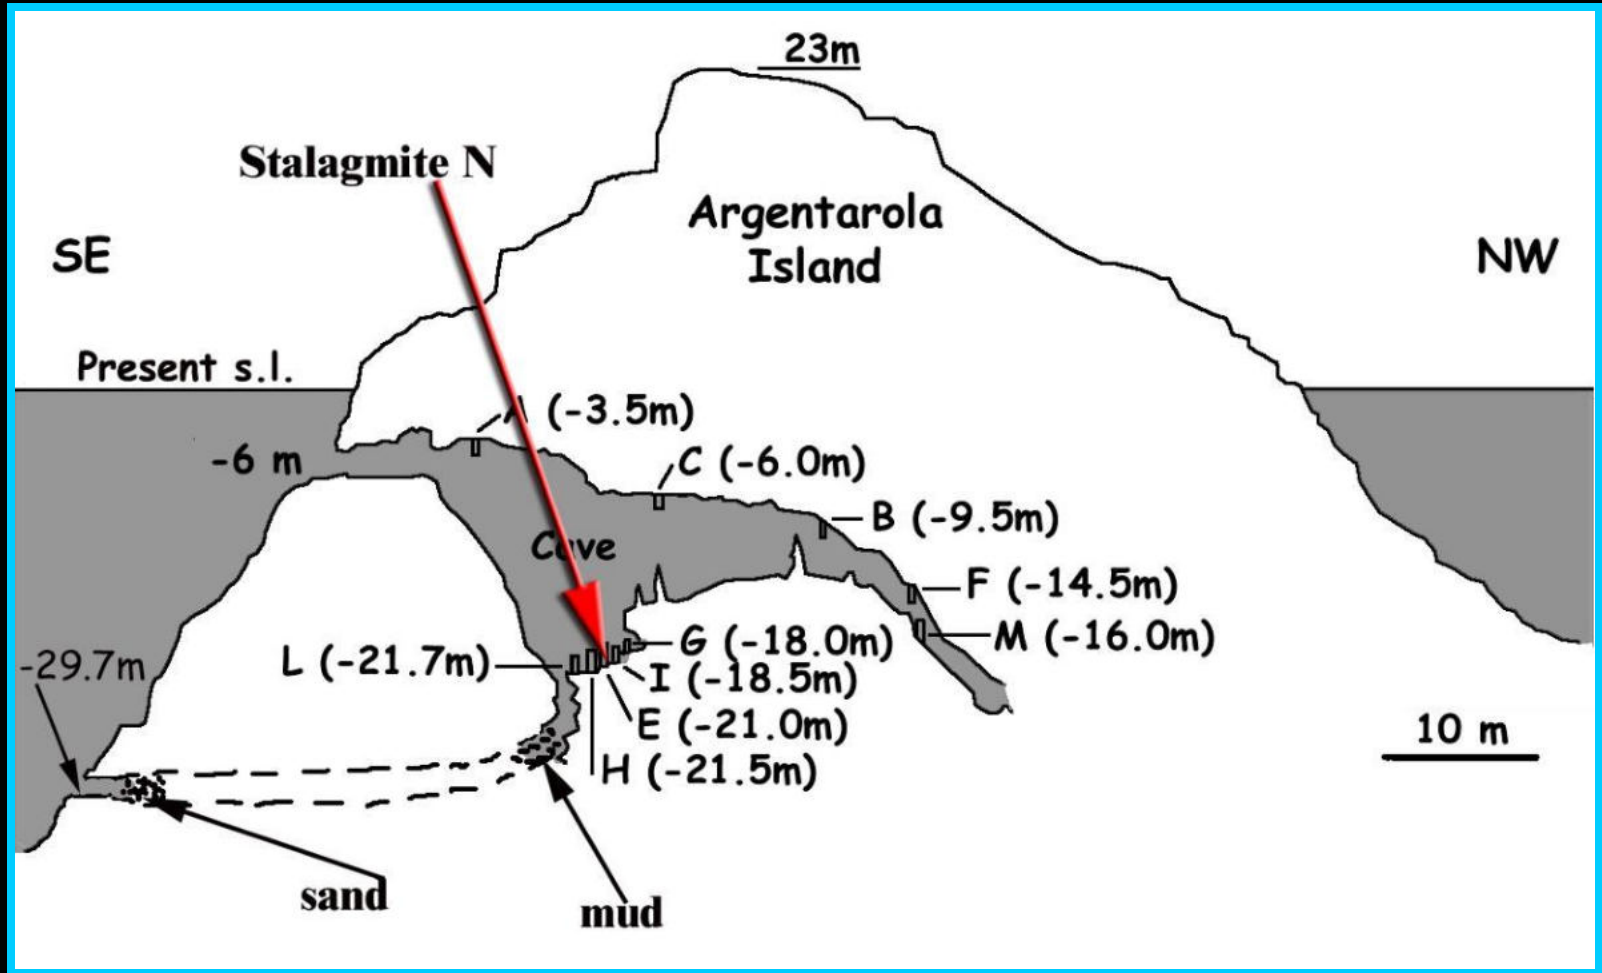 23m
Stalagmite N
Argentarola
Island
SE
NW
Present s.l.
A (-3.5m)
-6 m
C (-6.0m)
B (-9.5m)
Cave
F (-14.5m)
M (-16.0m)
G (-18.0m)
L (-21.7m)
-29.7m
I (-18.5m)
E (-21.0m)
10 m
H (-21.5m)
sand
mud